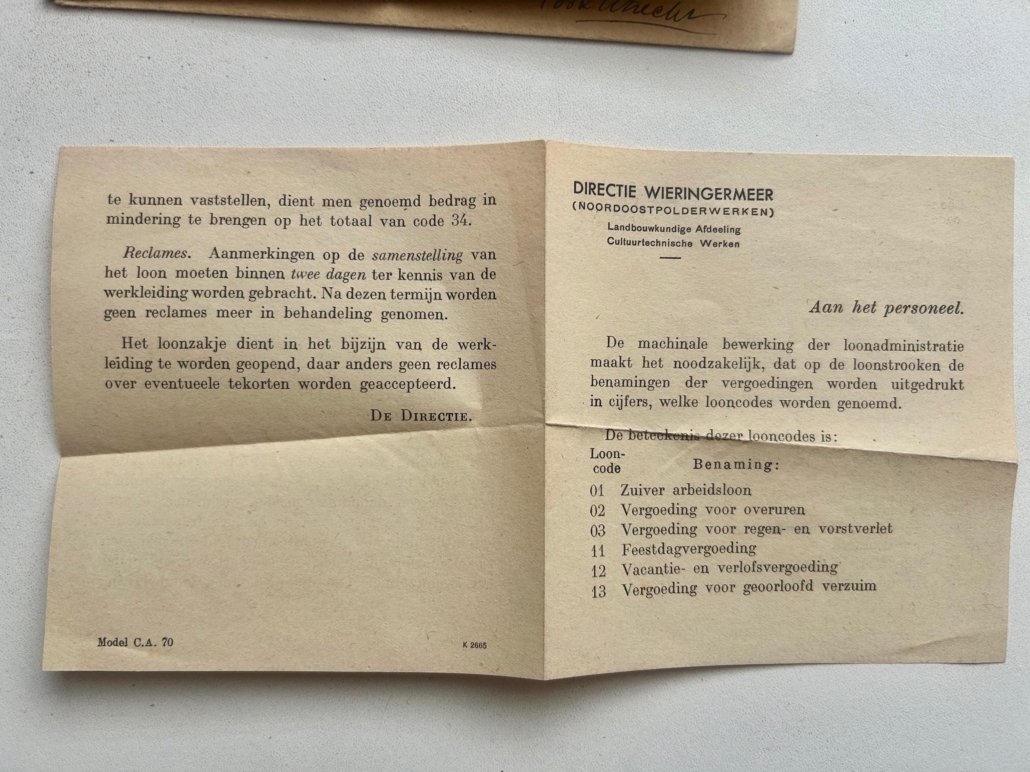 te kunnen vaststellen, dient men genoemd bedrag in
mindering te brengen op het totaal van code 34.
Reclames. Aanmerkingen op de samenstelling van
het loon moeten binnen twee dagen ter kennis van de
werkleiding worden gebracht. Na dezen termijn worden
geen reclames meer in behandeling genomen.
Het loonzakje dient in het bijzijn van de werk-
leiding te worden geopend, daar anders geen reclames
over eventueele tekorten worden geaccepteerd.
DE DIRECTIE.
Model C.A. 70
K 2665
DIRECTIE WIERINGERMEER
(NOORDOOSTPOLDERWERKEN)
Landbouwkundige Afdeeling
Cultuurtechnische Werken
Aan het personeel.
De machinale bewerking der loonadministratie
maakt het noodzakelijk, dat op de loonstrooken de
benamingen der vergoedingen worden uitgedrukt
in cijfers, welke looncodes worden genoemd.
De beteekenis dezer looncodes is:
Loon-
code Benaming:
01 Zuiver arbeidsloon
02 Vergoeding voor overuren
03 Vergoeding voor regen- en vorstverlet
11 Feestdagvergoeding
12 Vacantie- en verlofsvergoeding
13 Vergoeding voor geoorloofd verzuim